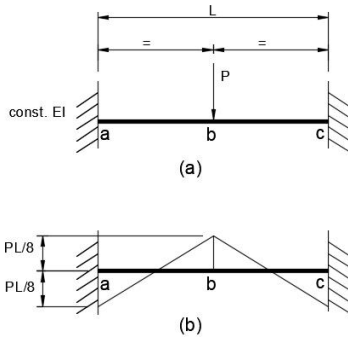 L
= =
P
const. EI
a b c
(a)
PL/8
a b c
PL/8
(b)